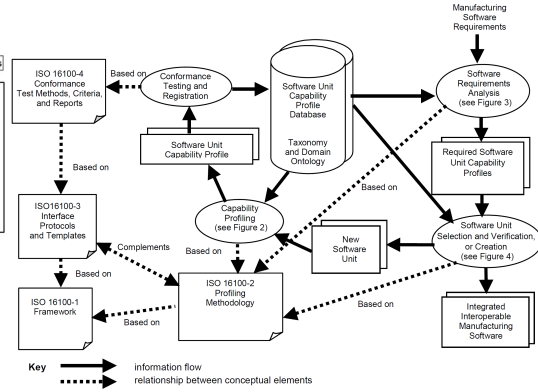 Manufacturing
Software
Requirements
ISO 16100-4
Conformance
Test Methods, Criteria,
and Reports
Based on
Conformance
Testing and
Registration
Software Unit
Capability
Profile
Database
Taxonomy and
Domain
Ontology
Software
Requirements
Analysis
(see Figure 3)
Software Unit
Capability Profile
Required Software
Unit Capability
Profiles
Based on
Based on
ISO16100-3
Interface
Protocols
and Templates
Capability
Profiling
(see Figure 2)
Software Unit
Selection and Verification,
or Creation
(see Figure 4)
Complements
Based on
New
Software
Unit
Based on
ISO 16100-2
Profiling
Methodology
ISO 16100-1
Framework
Based on
Based on
Integrated
Interoperable
Manufacturing
Software
Key
information flow
relationship between conceptual elements